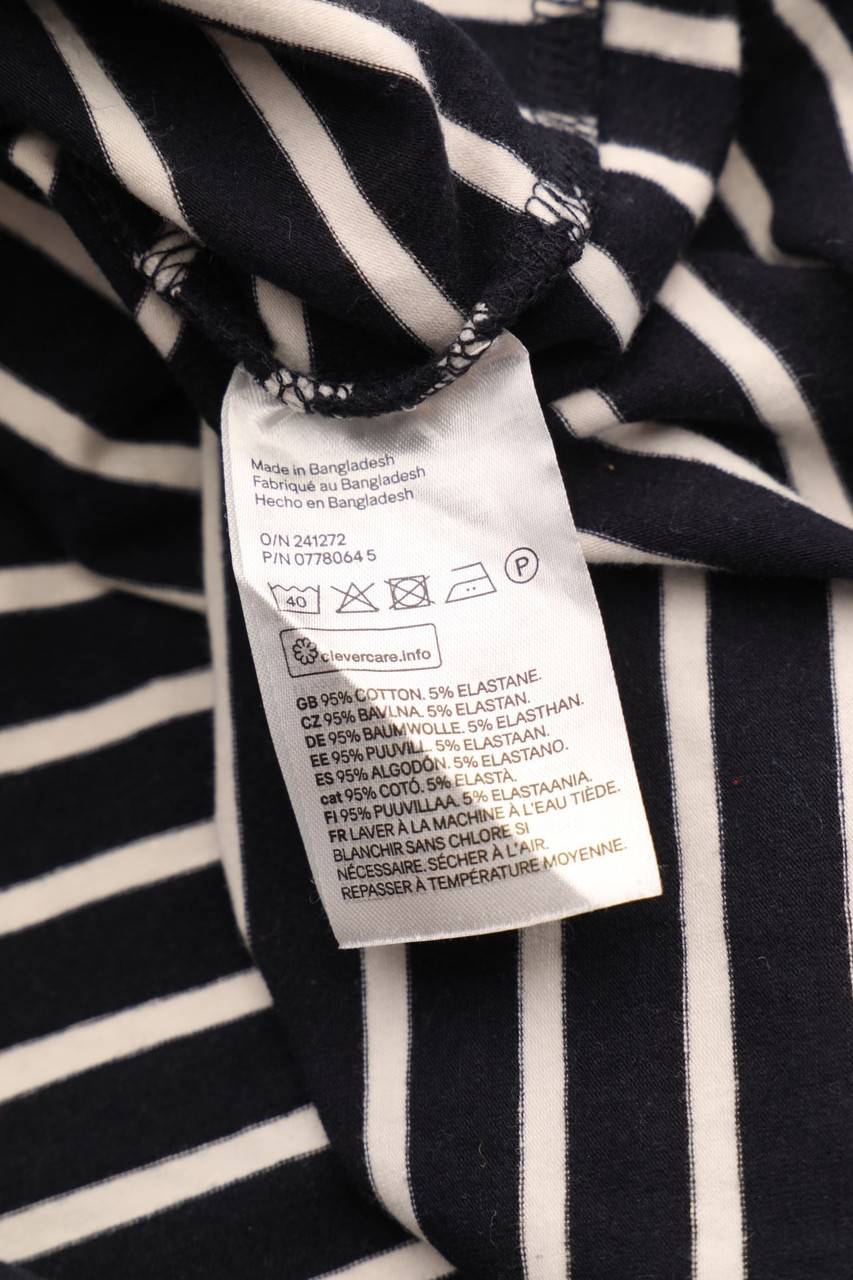 Made in Bangladesh
Fabriqué au Bangladesh
Hecho en Bangladesh
O/N 241272
P/N 0778064 5
40
P
clevercare.info
GB 95% COTTON. 5% ELASTANE.
CZ 95% BAVLNA. 5% ELASTAN.
DE 95% BAUMWOLLE. 5% ELASTHAN.
EE 95% PUUVILL. 5% ELASTAAN.
ES 95% ALGODÓN. 5% ELASTANO.
cat 95% COTÓ. 5% ELASTÀ.
FI 95% PUUVILLAA. 5% ELASTAANIA.
FR LAVER À LA MACHINE À L'EAU TIÈDE.
BLANCHIR SANS CHLORE SI
NÉCESSAIRE. SÉCHER À L'AIR.
REPASSER À TEMPÉRATURE MOYENNE.